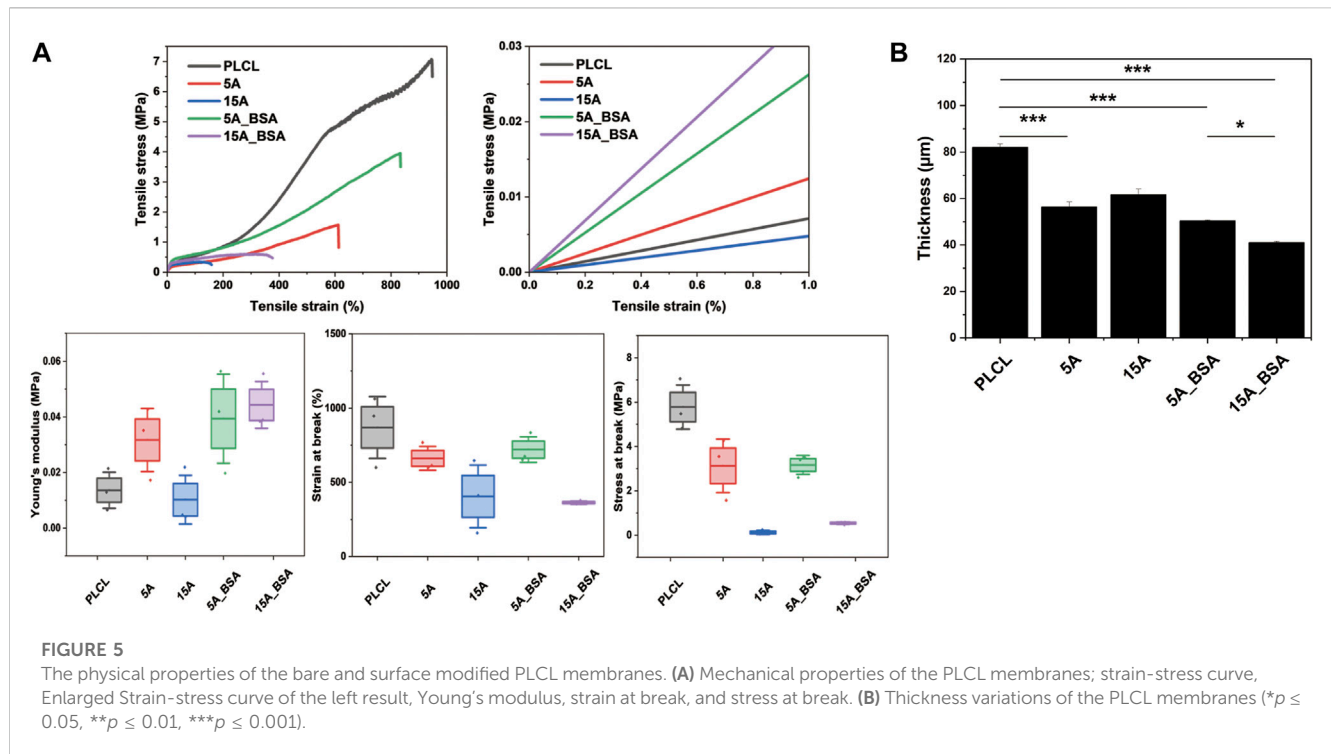 A
Tensile stress (MPa)
7
6
5
4
3
2
1
0
PLCL
5A
15A
5A_BSA
15A_BSA
0 200 400 600 800 1000
Tensile strain (%)
Tensile stress (MPa)
0.03
0.02
0.01
0.00
PLCL
5A
15A
5A_BSA
15A_BSA
0.0 0.2 0.4 0.6 0.8 1.0
Tensile strain (%)
B
Thickness (μm)
120
100
80
60
40
20
0
***
***
***
*
PLCL 5A 15A 5A_BSA 15A_BSA
Young's modulus (MPa)
0.06
0.04
0.02
0.00
PLCL 5A 15A 5A_BSA 15A_BSA
Strain at break (%)
1500
1000
500
0
PLCL 5A 15A 5A_BSA 15A_BSA
Stress at break (MPa)
8
6
4
2
0
PLCL 5A 15A 5A_BSA 15A_BSA
FIGURE 5
The physical properties of the bare and surface modified PLCL membranes. (A) Mechanical properties of the PLCL membranes; strain-stress curve,
Enlarged Strain-stress curve of the left result, Young's modulus, strain at break, and stress at break. (B) Thickness variations of the PLCL membranes (*p ≤
0.05, **p ≤ 0.01, ***p ≤ 0.001).